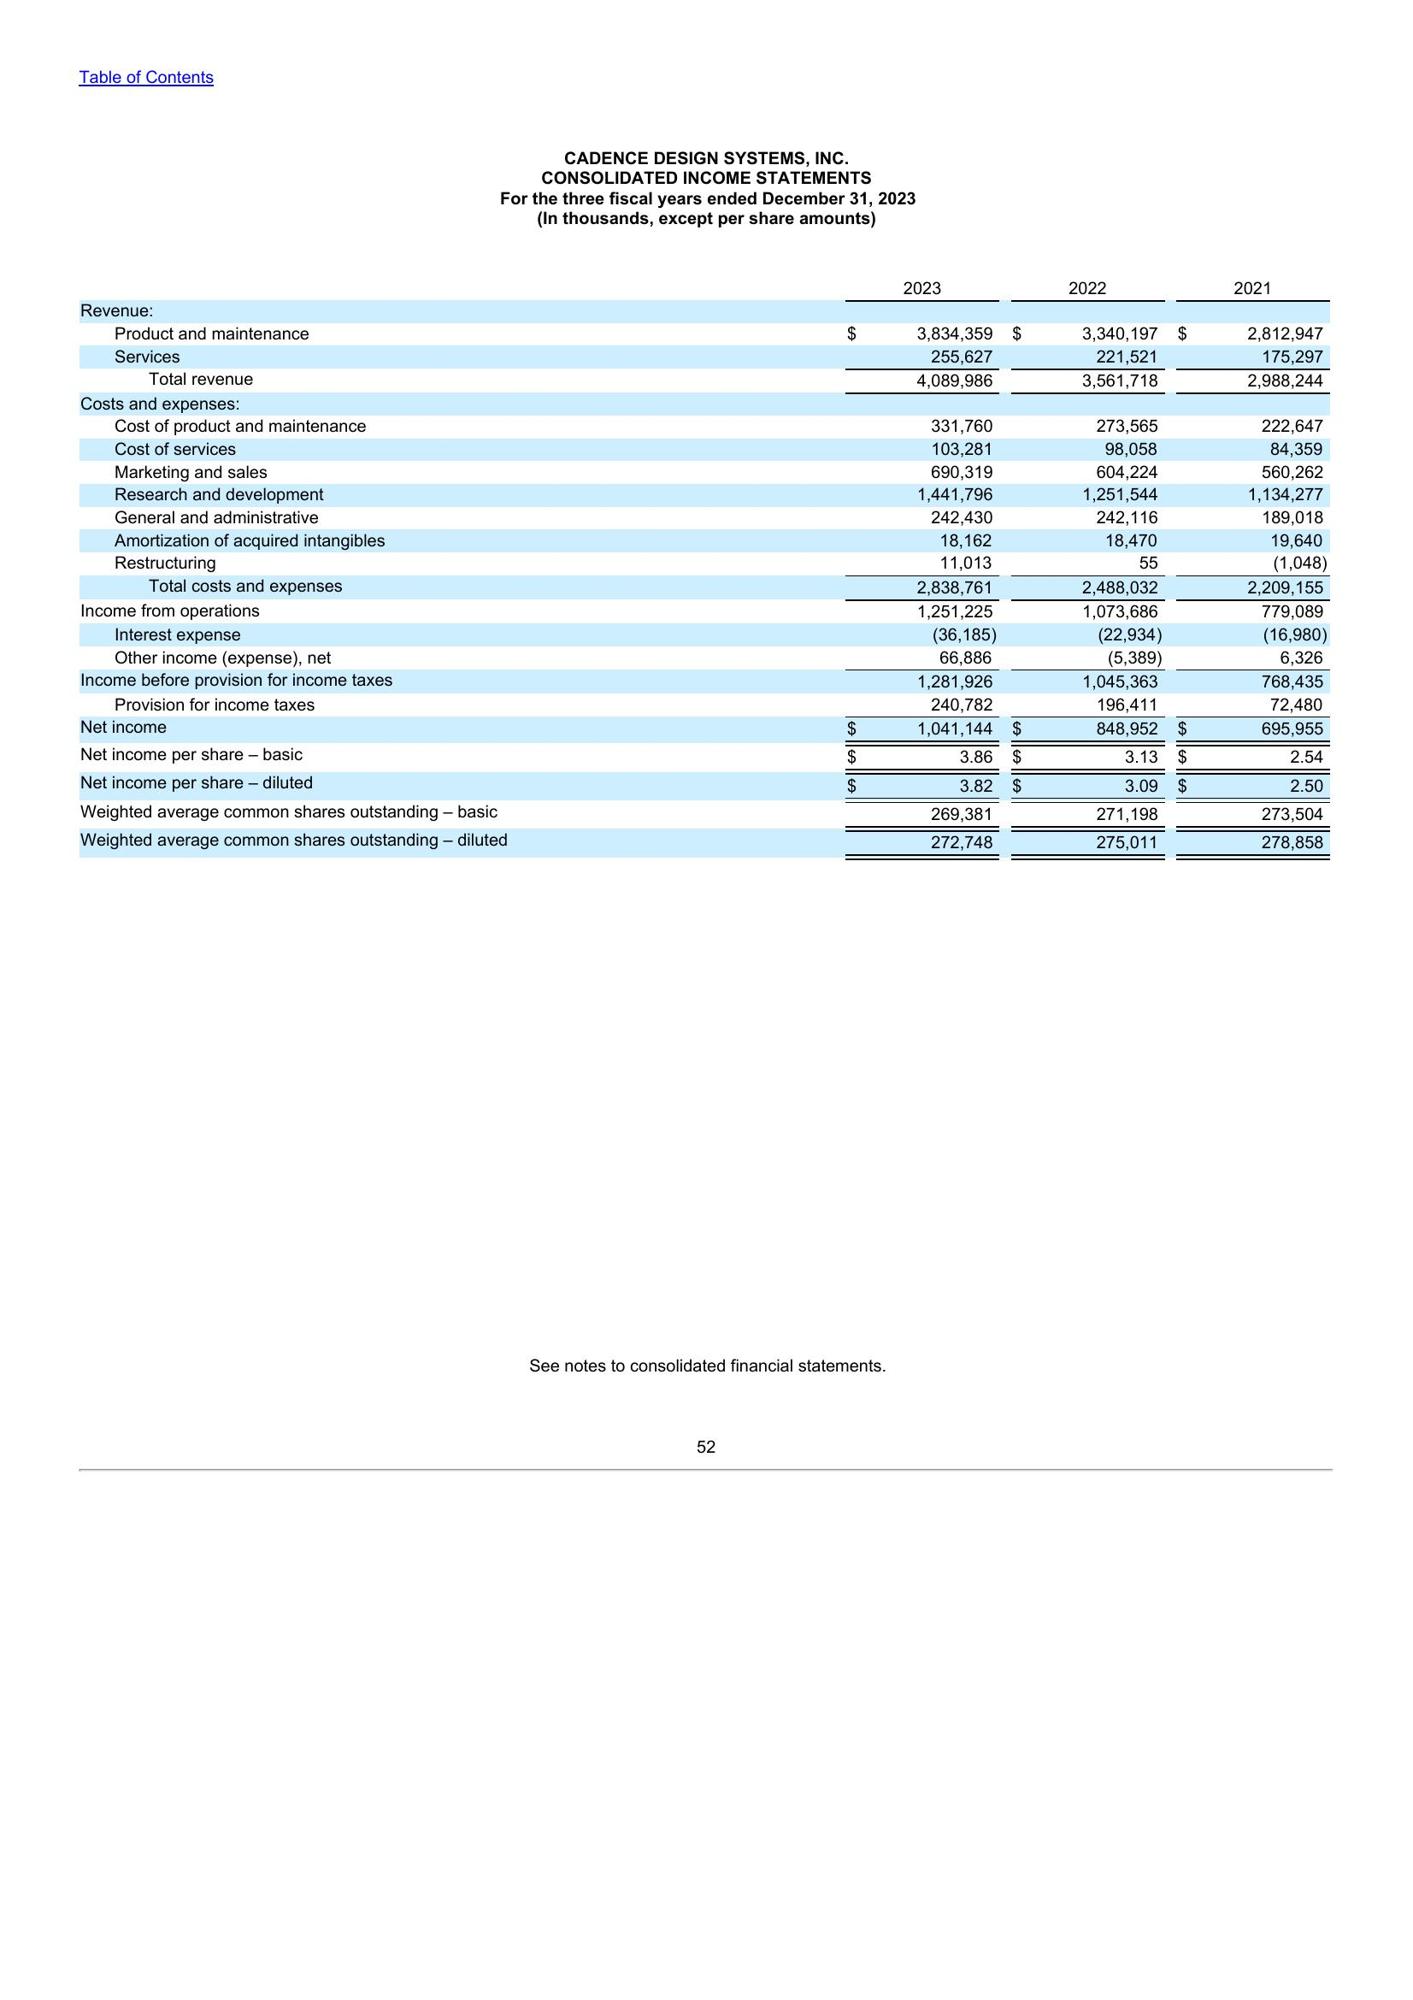 Table of Contents
CADENCE DESIGN SYSTEMS, INC.
CONSOLIDATED INCOME STATEMENTS
For the three fiscal years ended December 31, 2023
(In thousands, except per share amounts)
2023 2022 2021
Revenue:
Product and maintenance $ 3,834,359 $ 3,340,197 $ 2,812,947
Services 255,627 221,521 175,297
Total revenue 4,089,986 3,561,718 2,988,244
Costs and expenses:
Cost of product and maintenance 331,760 273,565 222,647
Cost of services 103,281 98,058 84,359
Marketing and sales 690,319 604,224 560,262
Research and development 1,441,796 1,251,544 1,134,277
General and administrative 242,430 242,116 189,018
Amortization of acquired intangibles 18,162 18,470 19,640
Restructuring 11,013 55 (1,048)
Total costs and expenses 2,838,761 2,488,032 2,209,155
Income from operations 1,251,225 1,073,686 779,089
Interest expense (36,185) (22,934) (16,980)
Other income (expense), net 66,886 (5,389) 6,326
Income before provision for income taxes 1,281,926 1,045,363 768,435
Provision for income taxes 240,782 196,411 72,480
Net income $ 1,041,144 $ 848,952 $ 695,955
Net income per share – basic $ 3.86 $ 3.13 $ 2.54
Net income per share – diluted $ 3.82 $ 3.09 $ 2.50
Weighted average common shares outstanding – basic 269,381 271,198 273,504
Weighted average common shares outstanding – diluted 272,748 275,011 278,858
See notes to consolidated financial statements.
52